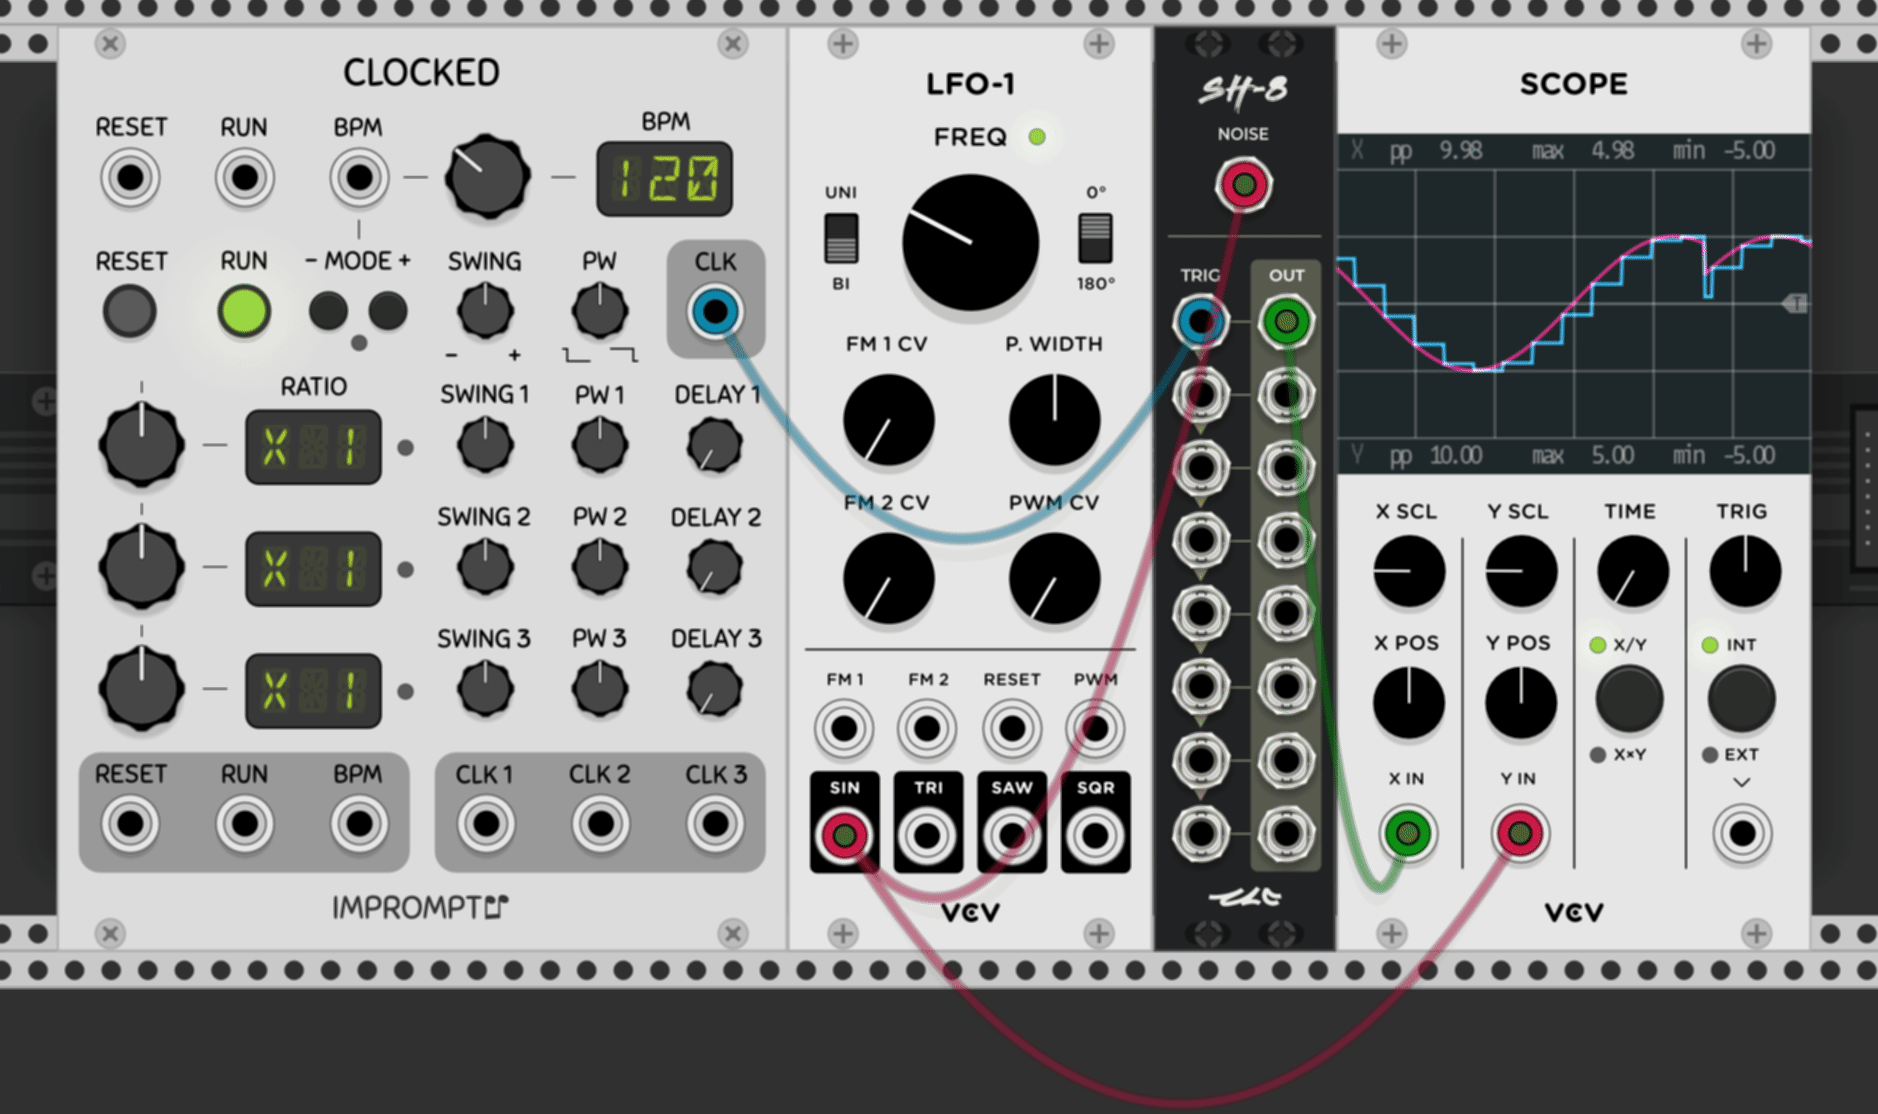 CLOCKED
RESET RUN BPM BPM
120
RESET RUN - MODE + SWING PW CLK
- +
RATIO SWING 1 PW 1 DELAY 1
X 1
SWING 2 PW 2 DELAY 2
X 1
SWING 3 PW 3 DELAY 3
X 1
RESET RUN BPM CLK 1 CLK 2 CLK 3
IMPROMPTU
LFO-1
FREQ
UNI 0°
BI 180°
FM 1 CV P. WIDTH
FM 2 CV PWM CV
FM 1 FM 2 RESET PWM
SIN TRI SAW SQR
VCV
SH-8
NOISE
TRIG OUT
SCOPE
X pp 9.98 max 4.98 min -5.00
T
Y pp 10.00 max 5.00 min -5.00
X SCL Y SCL TIME TRIG
X POS Y POS X/Y INT
X×Y EXT
X IN Y IN
VCV